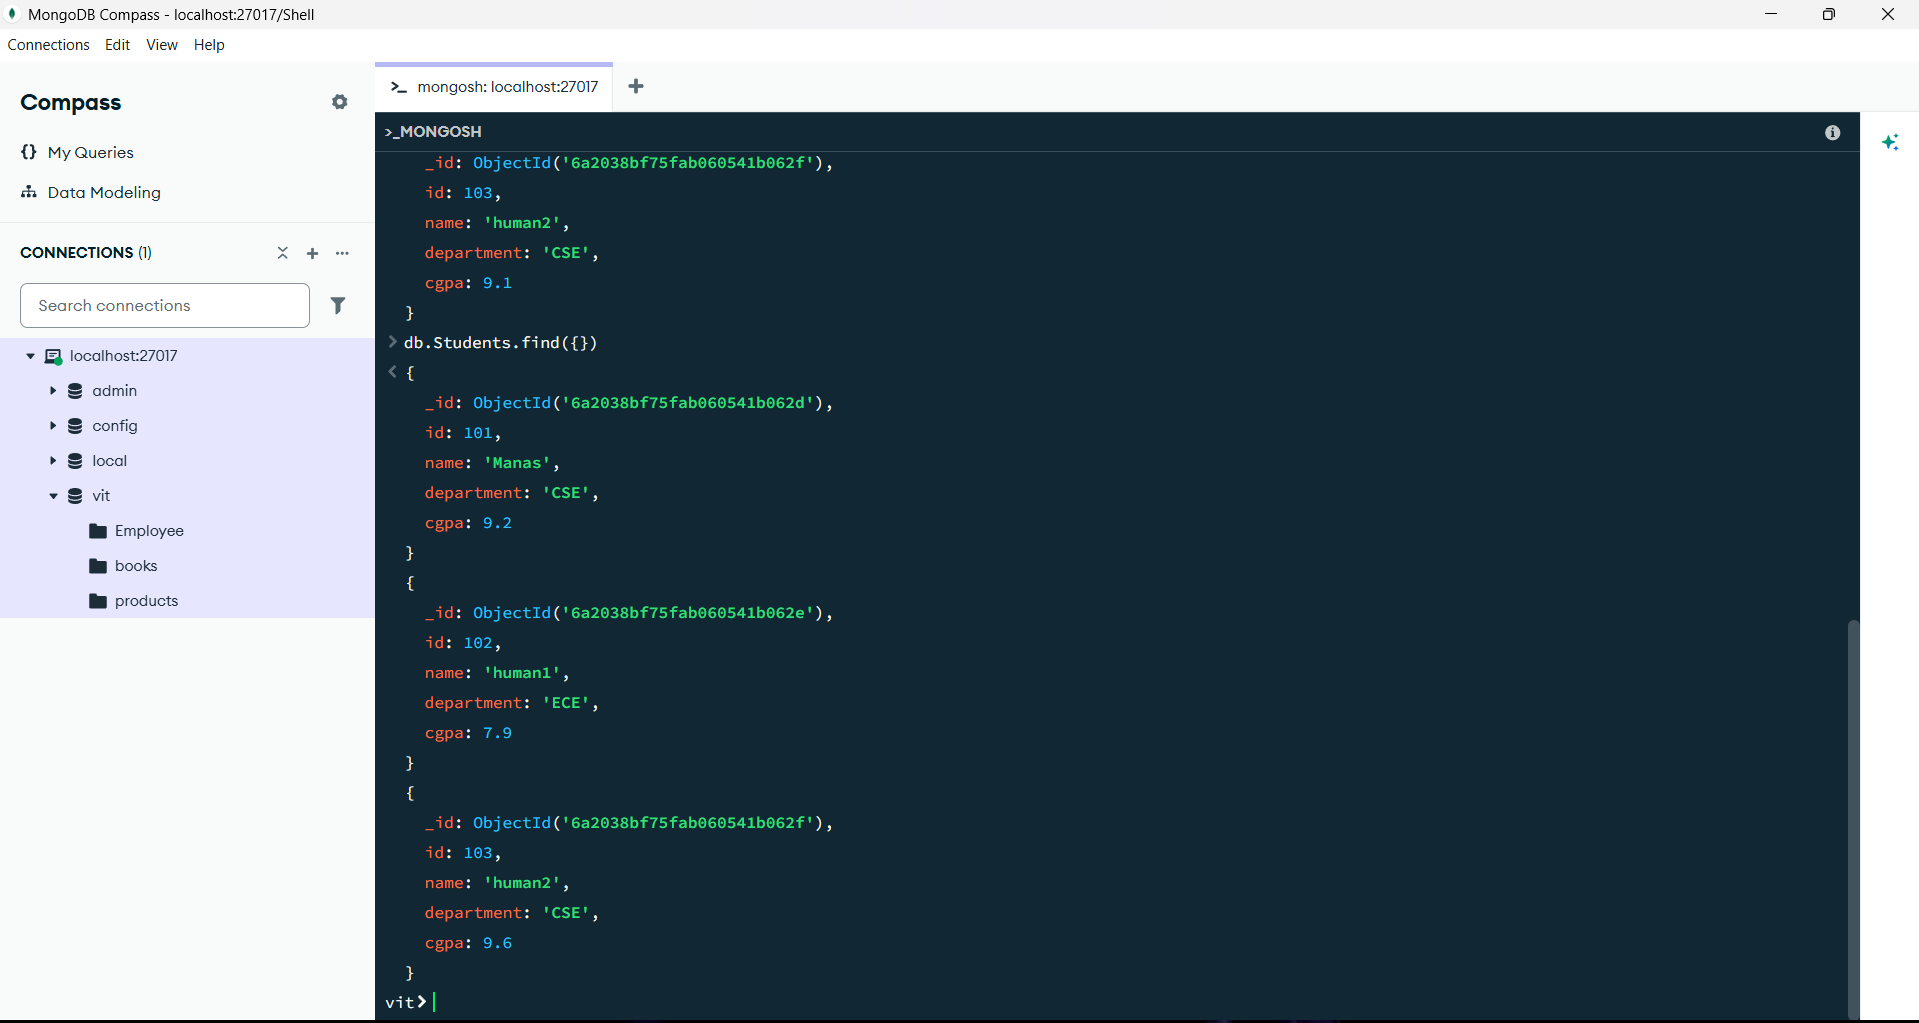 MongoDB Compass - localhost:27017/Shell
Connections Edit View Help
Compass
My Queries
Data Modeling
CONNECTIONS (1)
Search connections
localhost:27017
admin
config
local
vit
Employee
books
products
>_ mongosh: localhost:27017
>_MONGOSH
_id: ObjectId('6a2038bf75fab060541b062f'),
id: 103,
name: 'human2',
department: 'CSE',
cgpa: 9.1
}
> db.Students.find({})
< {
_id: ObjectId('6a2038bf75fab060541b062d'),
id: 101,
name: 'Manas',
department: 'CSE',
cgpa: 9.2
}
{
_id: ObjectId('6a2038bf75fab060541b062e'),
id: 102,
name: 'human1',
department: 'ECE',
cgpa: 7.9
}
{
_id: ObjectId('6a2038bf75fab060541b062f'),
id: 103,
name: 'human2',
department: 'CSE',
cgpa: 9.6
}
vit>